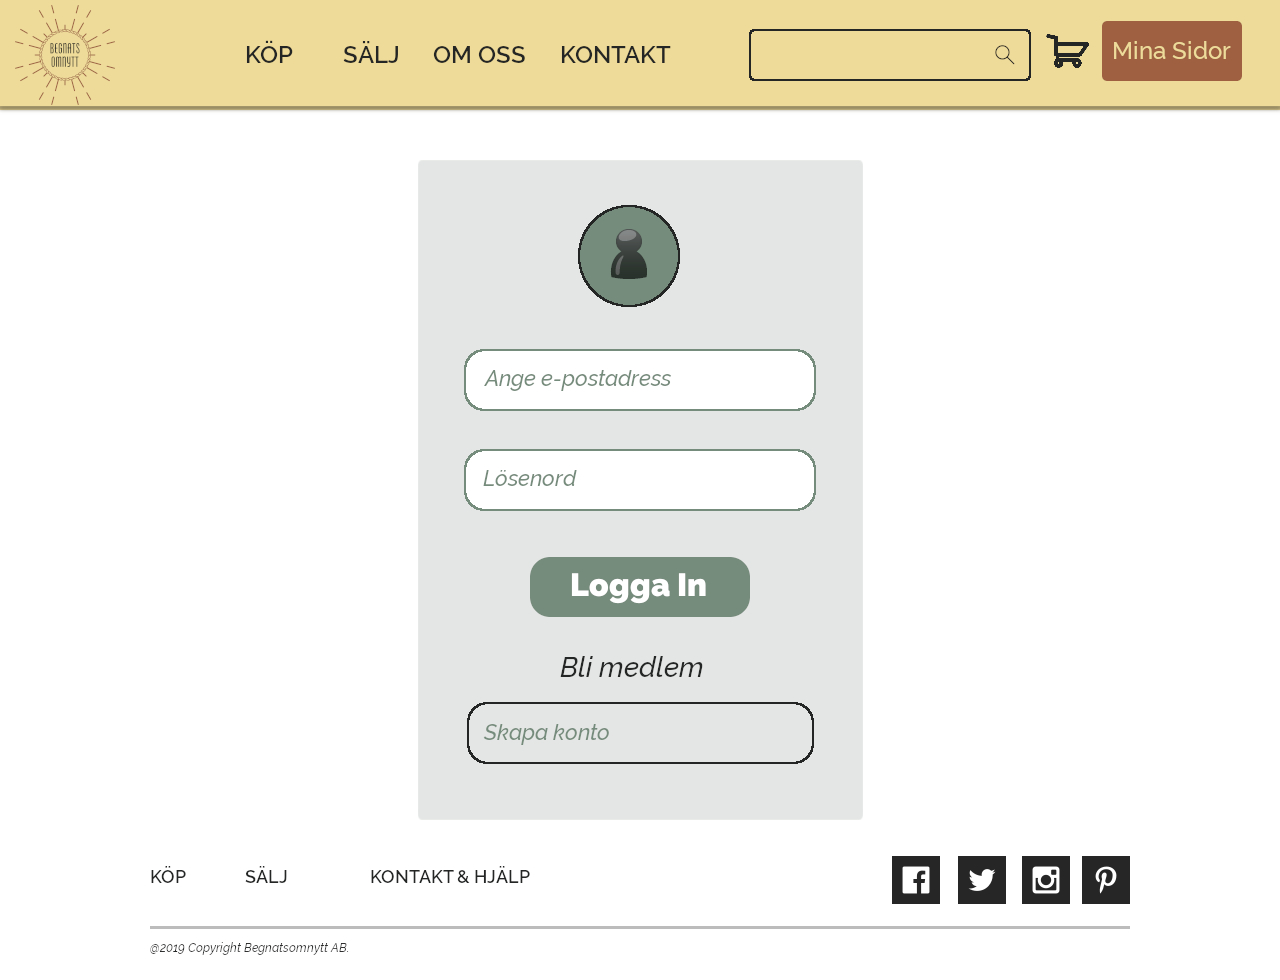 BEGNATS
OMNYTT
KÖP SÄLJ OM OSS KONTAKT Mina Sidor
Ange e-postadress
Lösenord
Logga In
Bli medlem
Skapa konto
KÖP SÄLJ KONTAKT & HJÄLP
@2019 Copyright Begnatsomnytt AB.